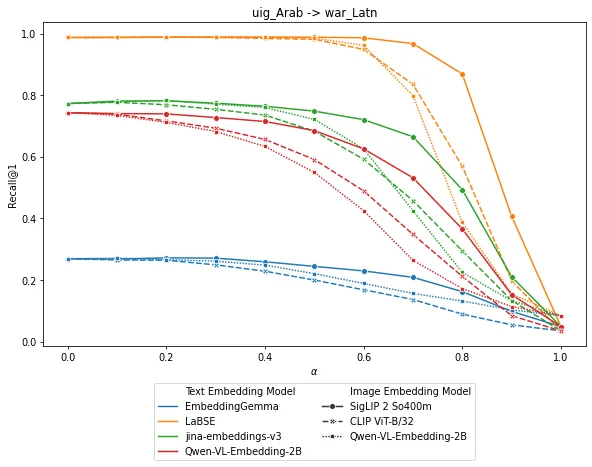 uig_Arab -> war_Latn
Recall@1
1.0
0.8
0.6
0.4
0.2
0.0
0.0 0.2 0.4 0.6 0.8 1.0
α
Text Embedding Model Image Embedding Model
EmbeddingGemma SigLIP 2 So400m
LaBSE CLIP ViT-B/32
jina-embeddings-v3 Qwen-VL-Embedding-2B
Qwen-VL-Embedding-2B